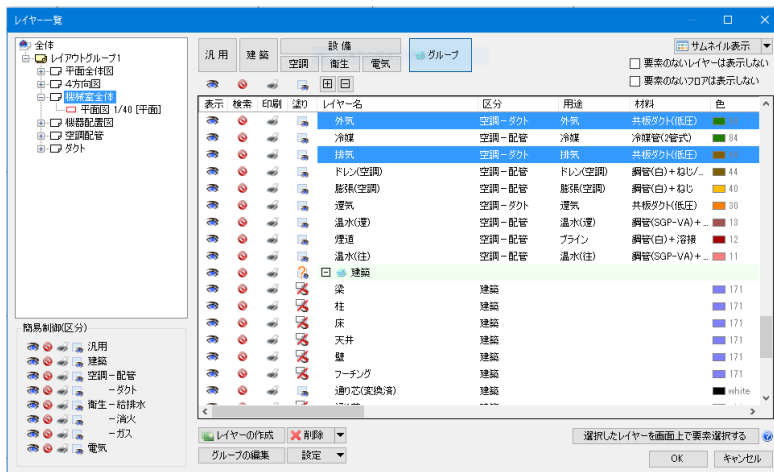 レイヤー一覧
全体
レイアウトグループ1
平面全体図
4方向図
機械室全体
平面図 1/40 [平面]
機器配置図
空調配管
ダクト
汎用 建築 設備 グループ
空調 衛生 電気
サムネイル表示
要素のないレイヤーは表示しない
要素のないフロアは表示しない
表示 検索 印刷 塗り レイヤー名 区分 用途 材料 色
外気 空調-ダクト 外気 共板ダクト(低圧)
冷媒 空調-配管 冷媒 冷媒管(2管式) 84
排気 空調-ダクト 排気 共板ダクト(低圧)
ドレン(空調) 空調-配管 ドレン(空調) 鋼管(白)+ねじ/.. 44
膨張(空調) 空調-配管 膨張(空調) 鋼管(白)+ねじ 40
還気 空調-ダクト 還気 共板ダクト(低圧) 30
温水(還) 空調-配管 温水(還) 鋼管(SGP-VA)+... 13
煙道 空調-配管 ブライン 鋼管(白)+溶接 12
温水(往) 空調-配管 温水(往) 鋼管(SGP-VA)+... 11
建築
梁 建築 171
柱 建築 171
床 建築 171
天井 建築 171
壁 建築 171
フーチング 建築 171
通り芯(変換済) 建築 white
簡易制御(区分)
汎用
建築
空調-配管
-ダクト
衛生-給排水
-消火
-ガス
電気
レイヤーの作成 削除
選択したレイヤーを画面上で要素選択する
グループの編集 設定
OK キャンセル